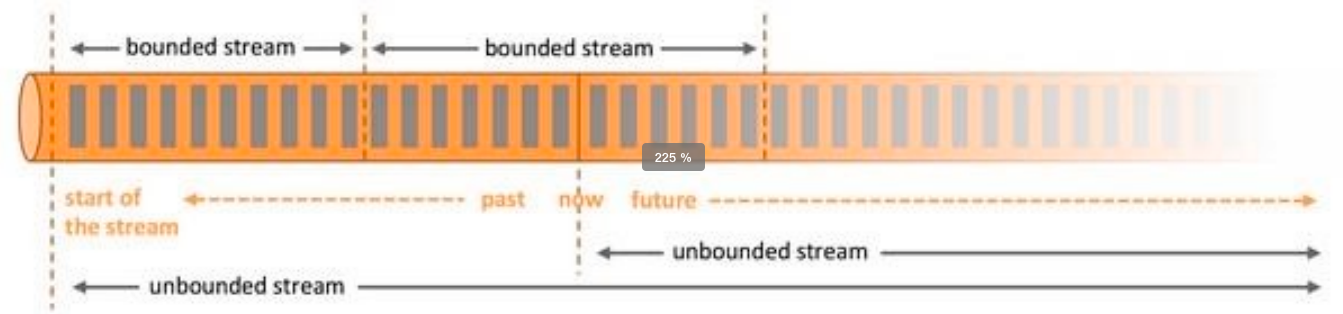 bounded stream
bounded stream
225 %
start of
the stream
past
now
future
unbounded stream
unbounded stream